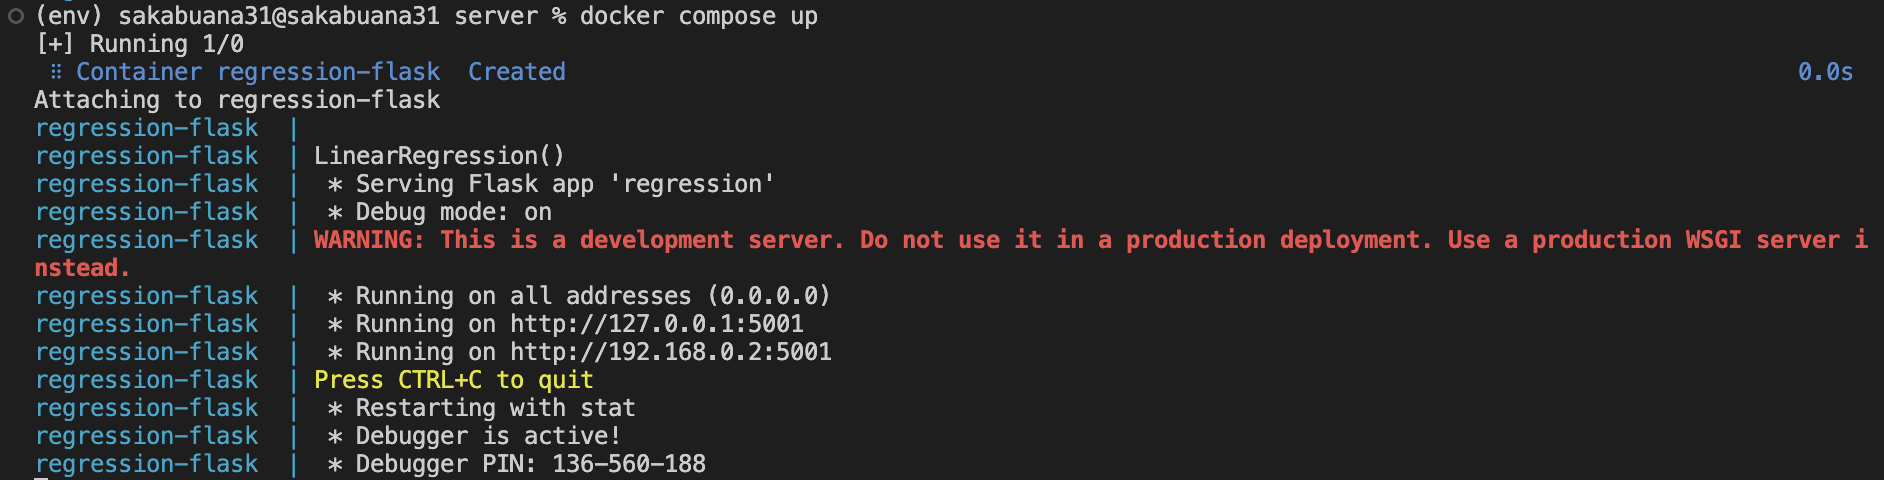 (env) sakabuana31@sakabuana31 server % docker compose up
[+] Running 1/0
⠿ Container regression-flask  Created 0.0s
Attaching to regression-flask
regression-flask  |
regression-flask  | LinearRegression()
regression-flask  |  * Serving Flask app 'regression'
regression-flask  |  * Debug mode: on
regression-flask  | WARNING: This is a development server. Do not use it in a production deployment. Use a production WSGI server i
nstead.
regression-flask  |  * Running on all addresses (0.0.0.0)
regression-flask  |  * Running on http://127.0.0.1:5001
regression-flask  |  * Running on http://192.168.0.2:5001
regression-flask  | Press CTRL+C to quit
regression-flask  |  * Restarting with stat
regression-flask  |  * Debugger is active!
regression-flask  |  * Debugger PIN: 136-560-188